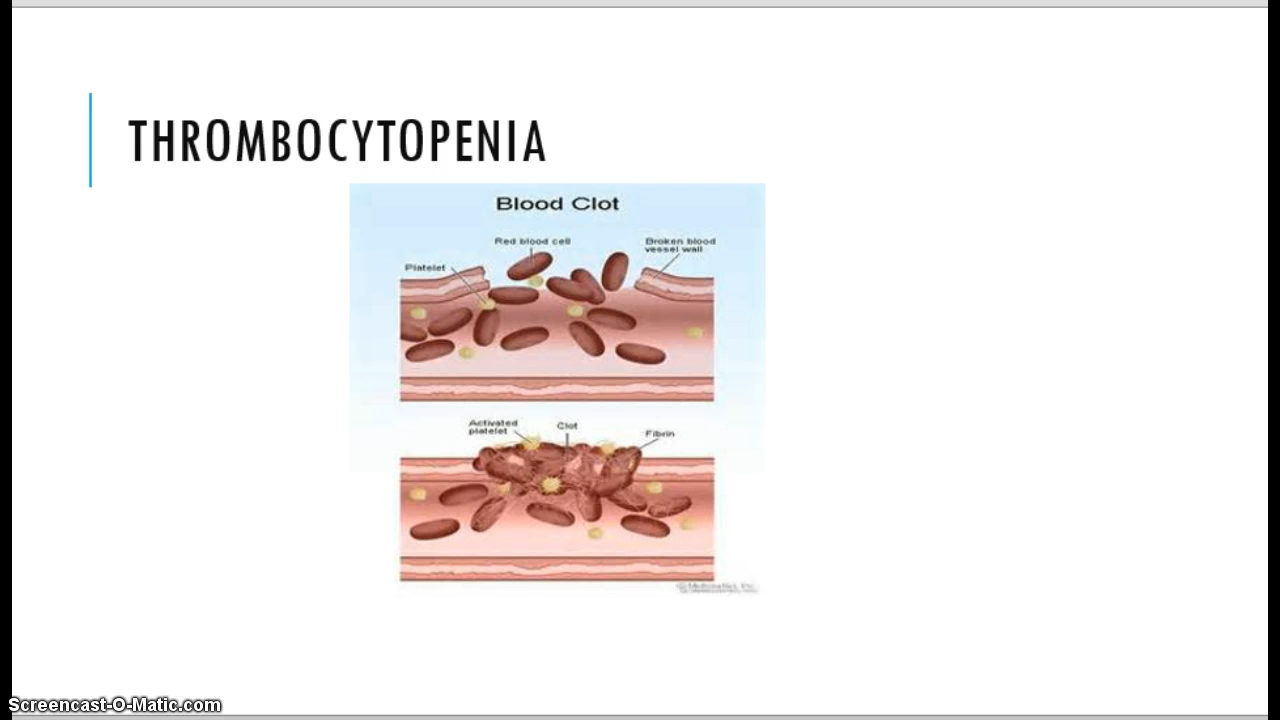 THROMBOCYTOPENIA
Blood Clot
Red blood cell
Broken blood
vessel wall
Platelet
Activated
platelet
Clot
Fibrin
Screencast-O-Matic.com